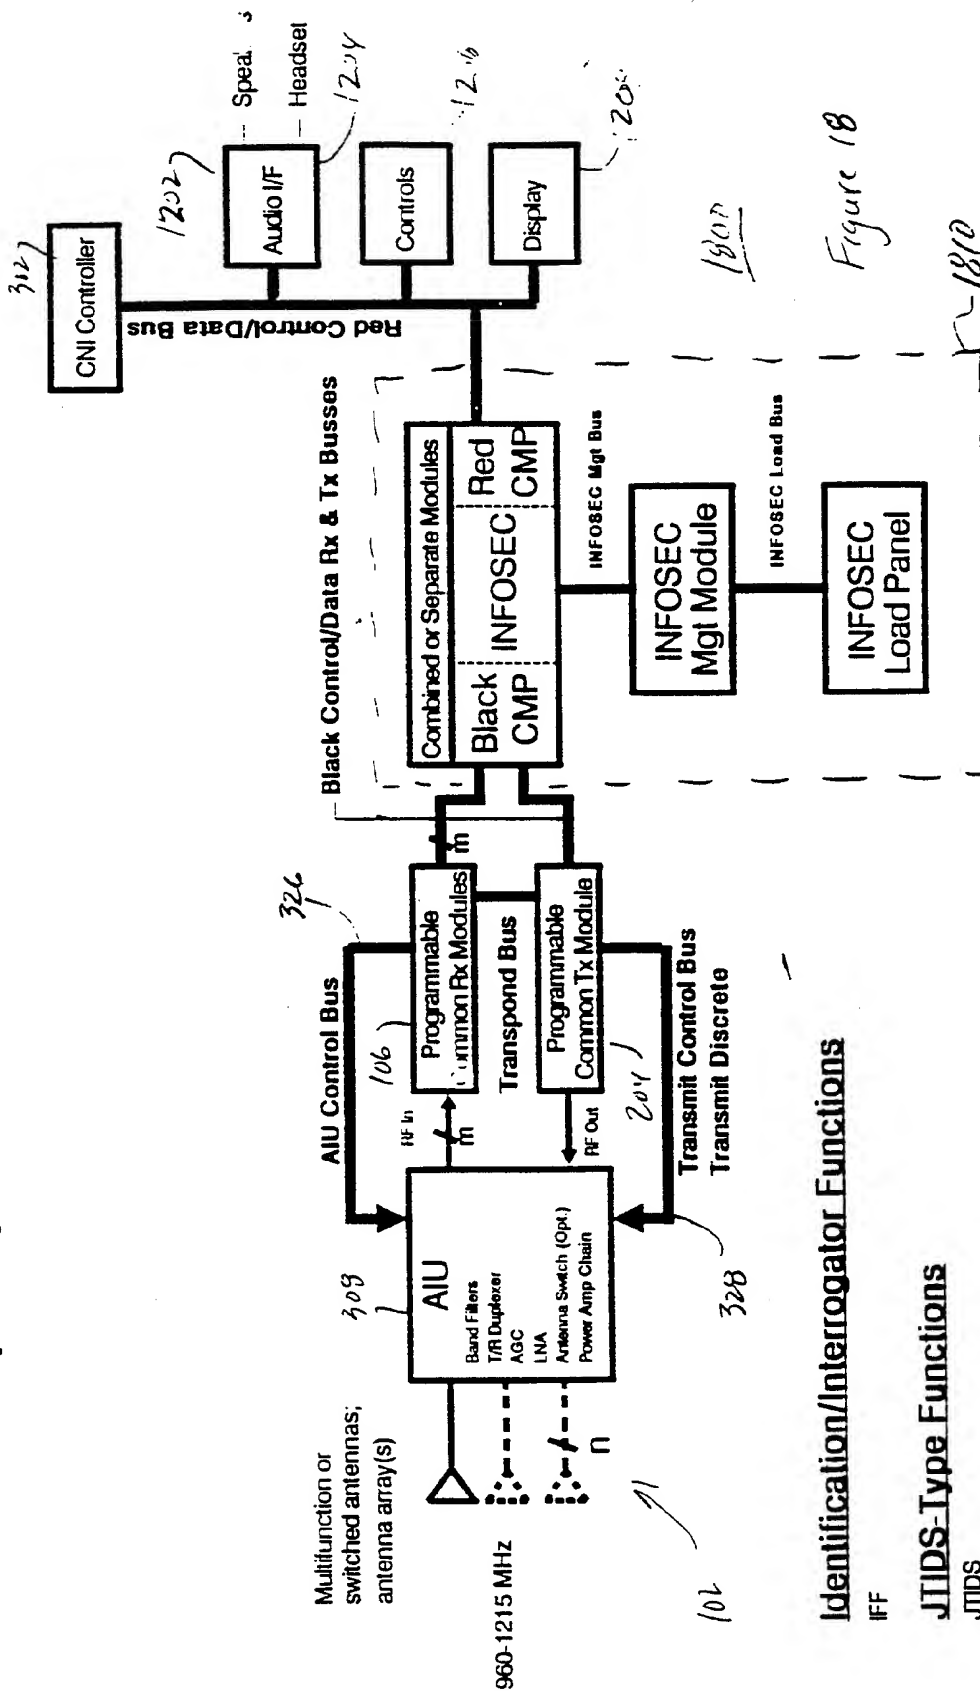 Multifunction or
switched antennas;
antenna array(s)
960-1215 MHz
n
102
AIU
Band Filters
T/R Duplexer
AGC
LNA
Antenna Switch (Opt.)
Power Amp Chain
AIU Control Bus
326
RF In
m
RF Out
106
Programmable
Common Rx Modules
Transpond Bus
Programmable
Common Tx Module
204
Transmit Control Bus
Transmit Discrete
328
m
Black Control/Data Rx & Tx Busses
Combined or Separate Modules
Black
CMP
INFOSEC
Red
CMP
INFOSEC Mgt Bus
INFOSEC
Mgt Module
INFOSEC Load Bus
INFOSEC
Load Panel
Red Control/Data Bus
312
CNI Controller
1202
Audio I/F
Headset
1204
Controls
Display
1800
Figure 18
1810
Identification/Interrogator Functions
IFF
JTIDS-Type Functions
JTIDS